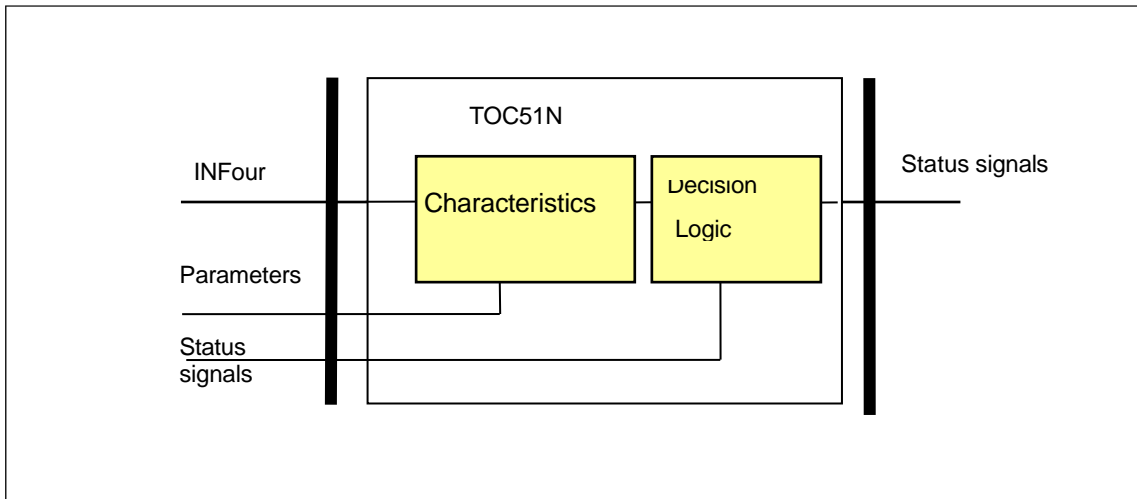 TOC51N
INFour
Characteristics
Decision
Logic
Status signals
Parameters
Status
signals